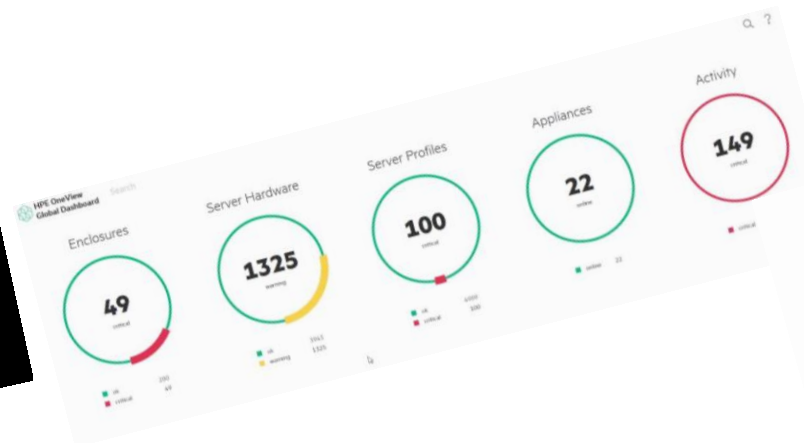 HPE OneView
Global Dashboard
Search
?
Enclosures
49
critical
ok
critical 49
Server Hardware
1325
warning
ok
warning 1325
Server Profiles
100
critical
ok
critical 100
Appliances
22
online
online 22
Activity
149
critical
critical